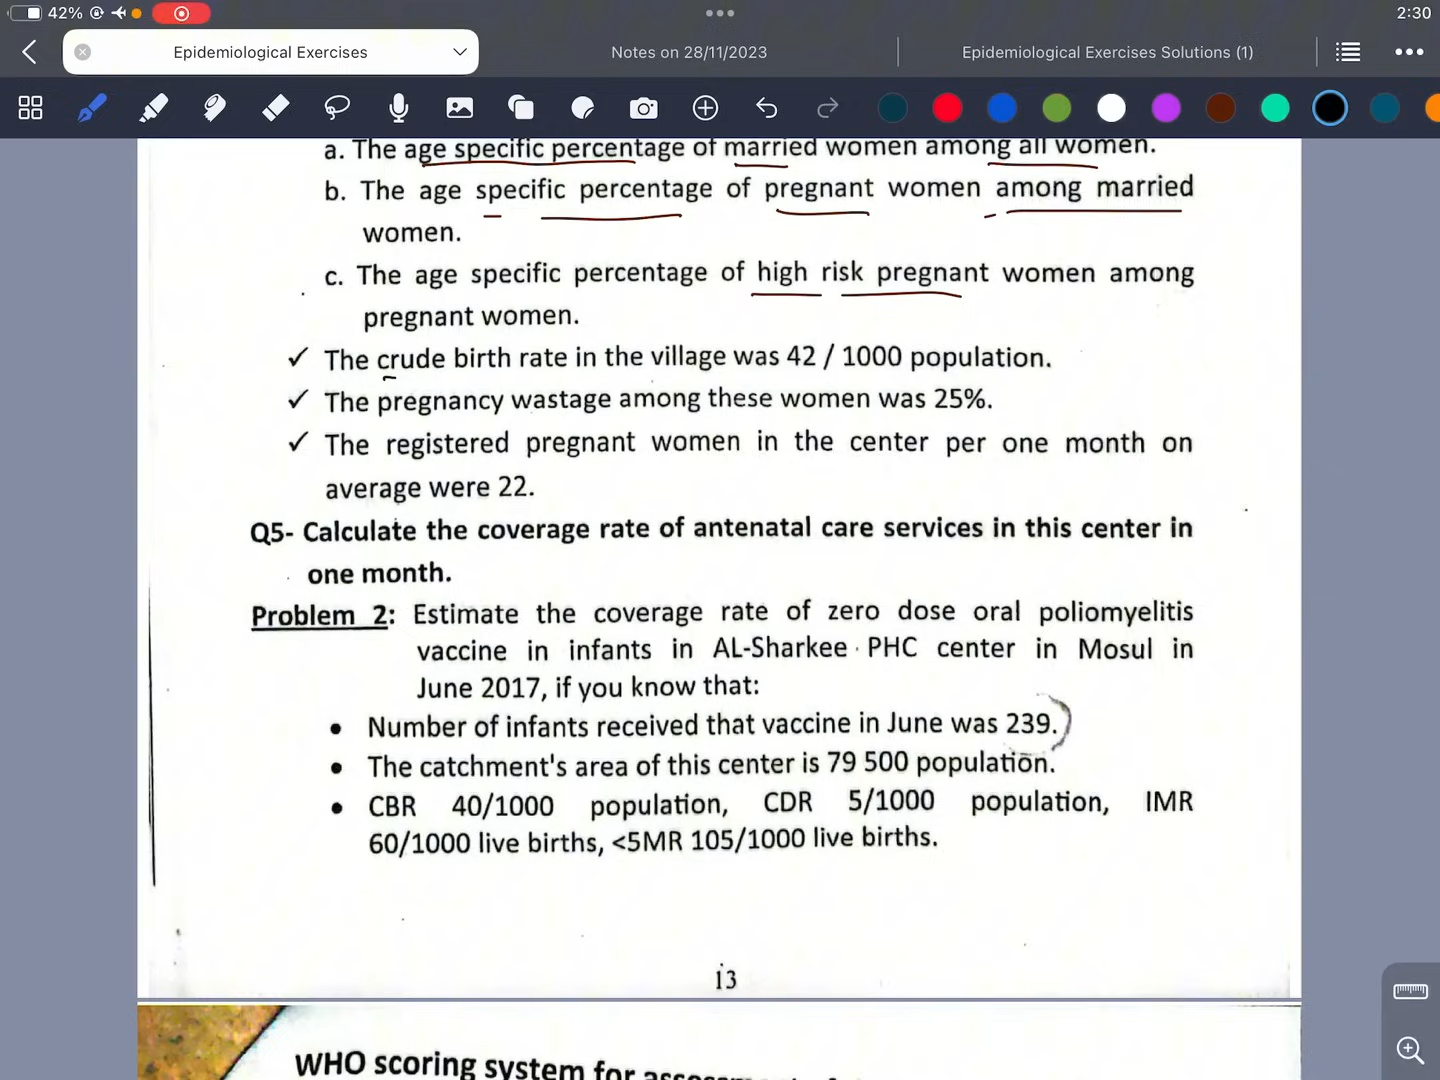 42%
2:30
Epidemiological Exercises
Notes on 28/11/2023
Epidemiological Exercises Solutions (1)
a. The age specific percentage of married women among all women.
b. The age specific percentage of pregnant women among married
women.
c. The age specific percentage of high risk pregnant women among
pregnant women.
✓ The crude birth rate in the village was 42 / 1000 population.
✓ The pregnancy wastage among these women was 25%.
✓ The registered pregnant women in the center per one month on
average were 22.
Q5- Calculate the coverage rate of antenatal care services in this center in
one month.
Problem 2: Estimate the coverage rate of zero dose oral poliomyelitis
vaccine in infants in AL-Sharkee PHC center in Mosul in
June 2017, if you know that:
• Number of infants received that vaccine in June was 239.
• The catchment's area of this center is 79 500 population.
• CBR 40/1000 population, CDR 5/1000 population, IMR
60/1000 live births, <5MR 105/1000 live births.
13
WHO scoring system for